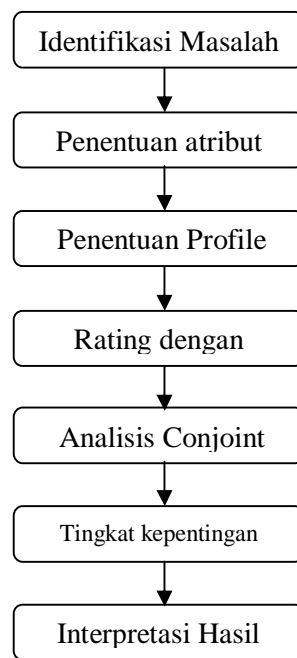 Identifikasi Masalah
Penentuan atribut
Penentuan Profile
Rating dengan
Analisis Conjoint
Tingkat kepentingan
Interpretasi Hasil